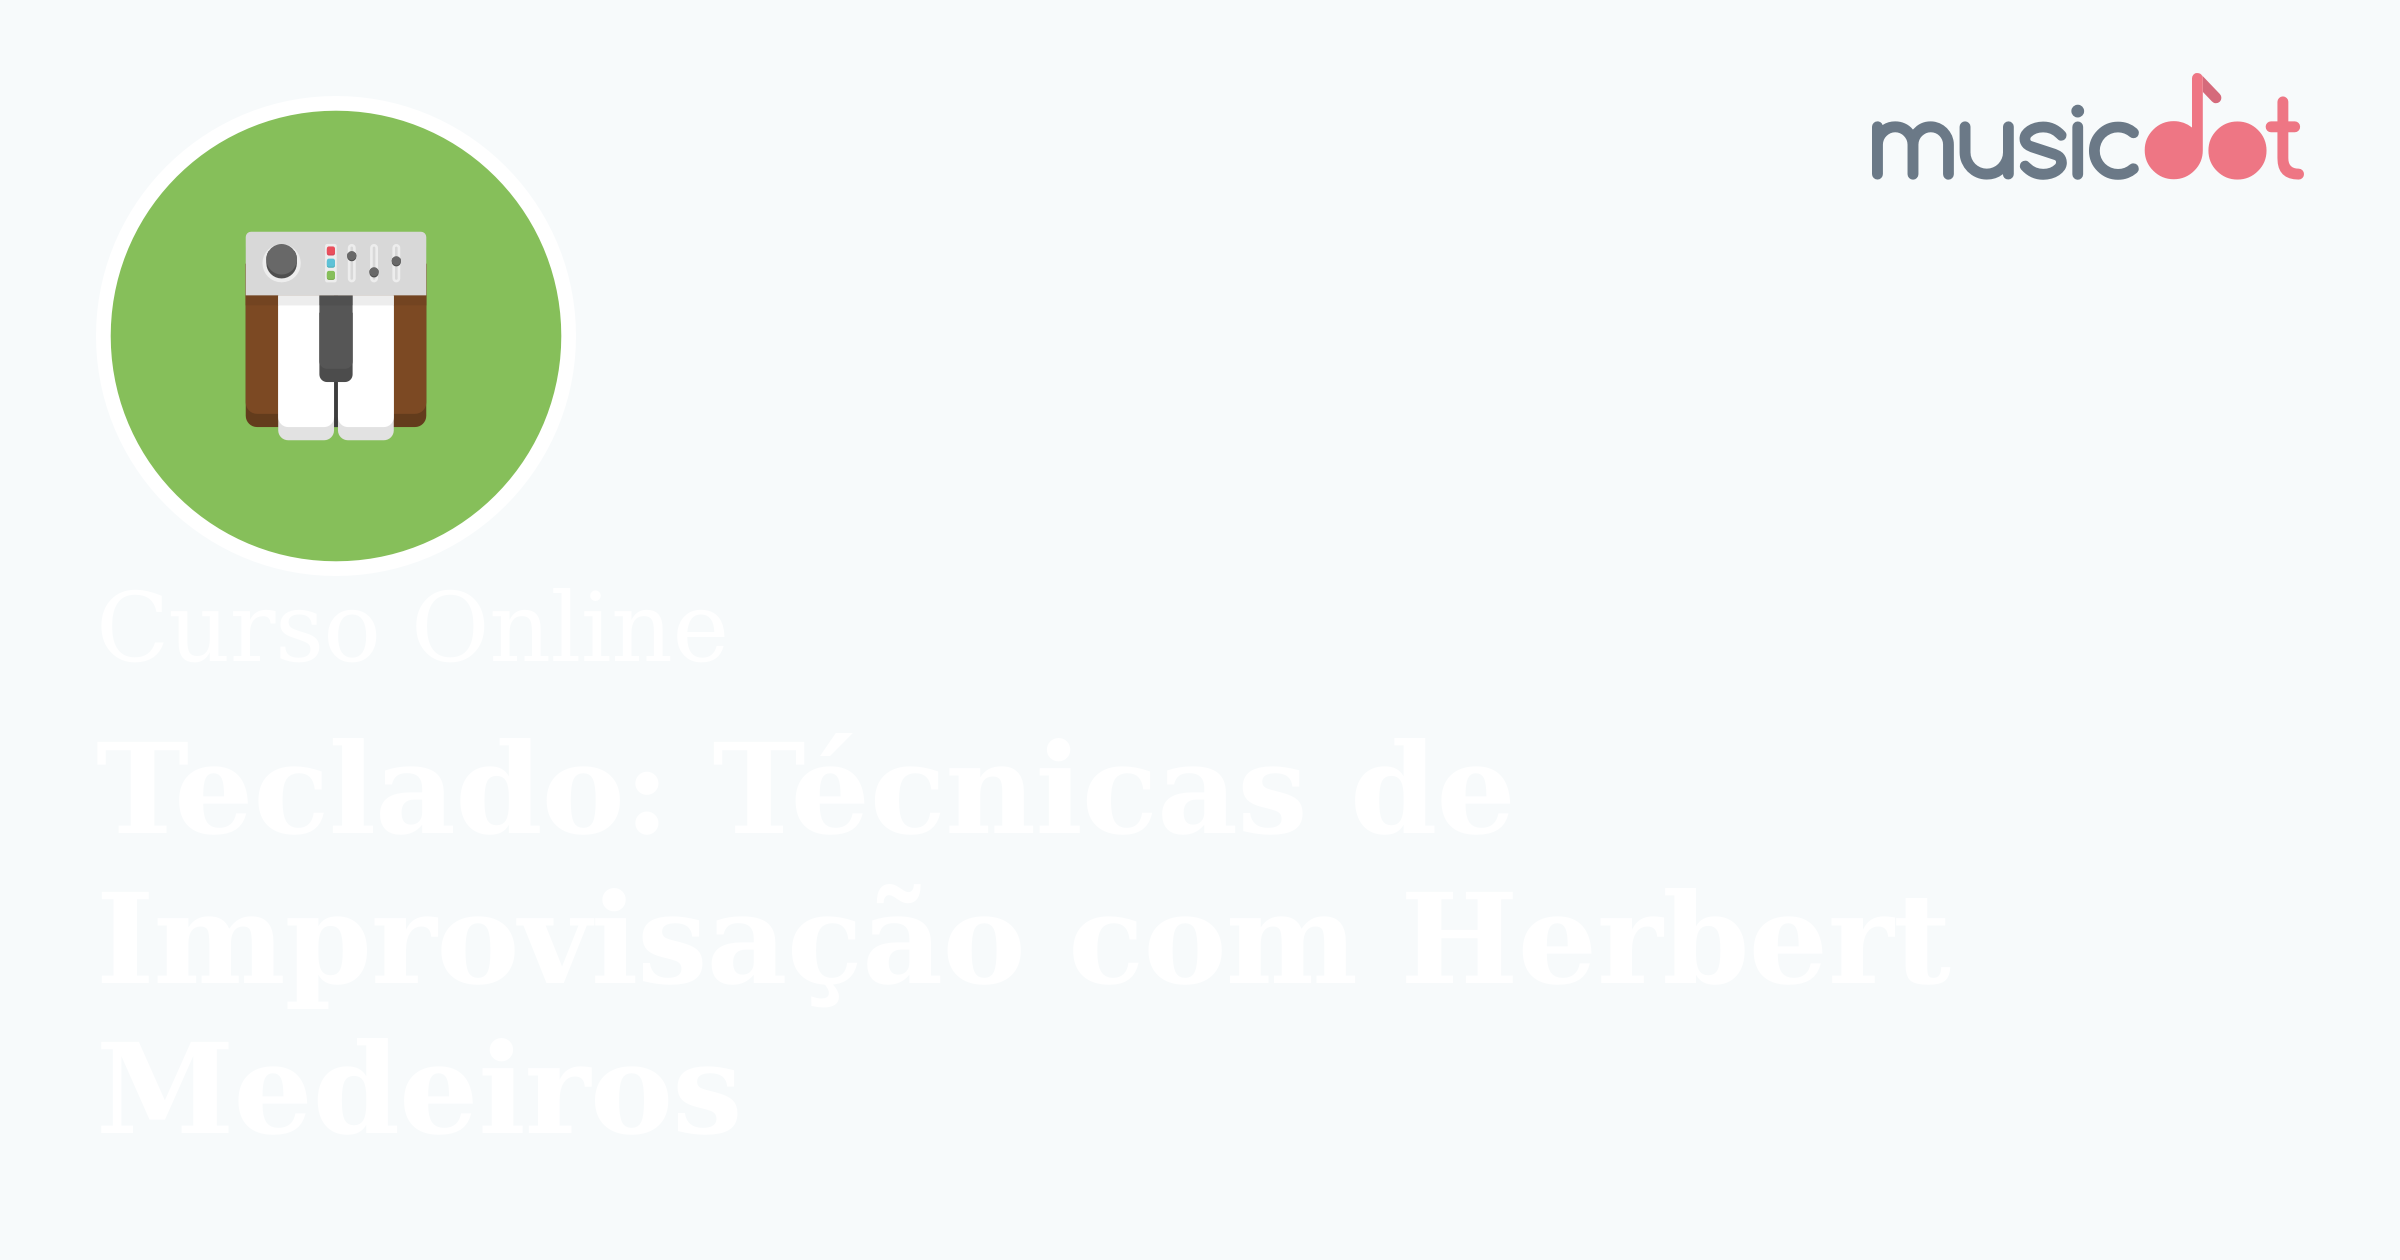 musicdot
Curso Online
Teclado: Técnicas de
Improvisação com Herbert
Medeiros